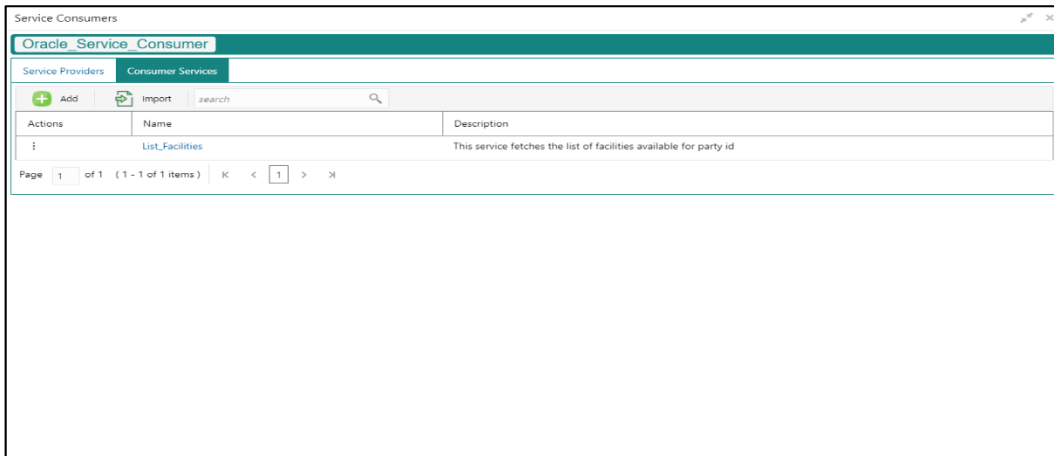 Service Consumers
Oracle_Service_Consumer
Service Providers Consumer Services
Add Import search
Actions Name Description
List_Facilities This service fetches the list of facilities available for party id
Page 1 of 1 (1 - 1 of 1 items) 1